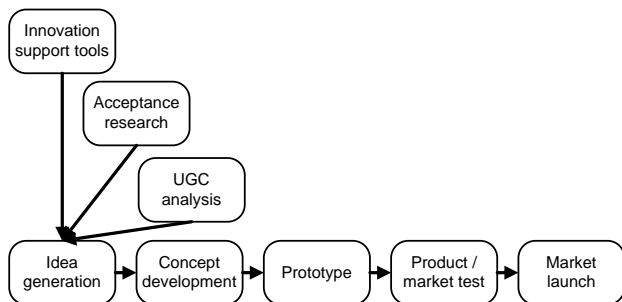 Innovation
support tools
Acceptance
research
UGC
analysis
Idea
generation
Concept
development
Prototype
Product /
market test
Market
launch